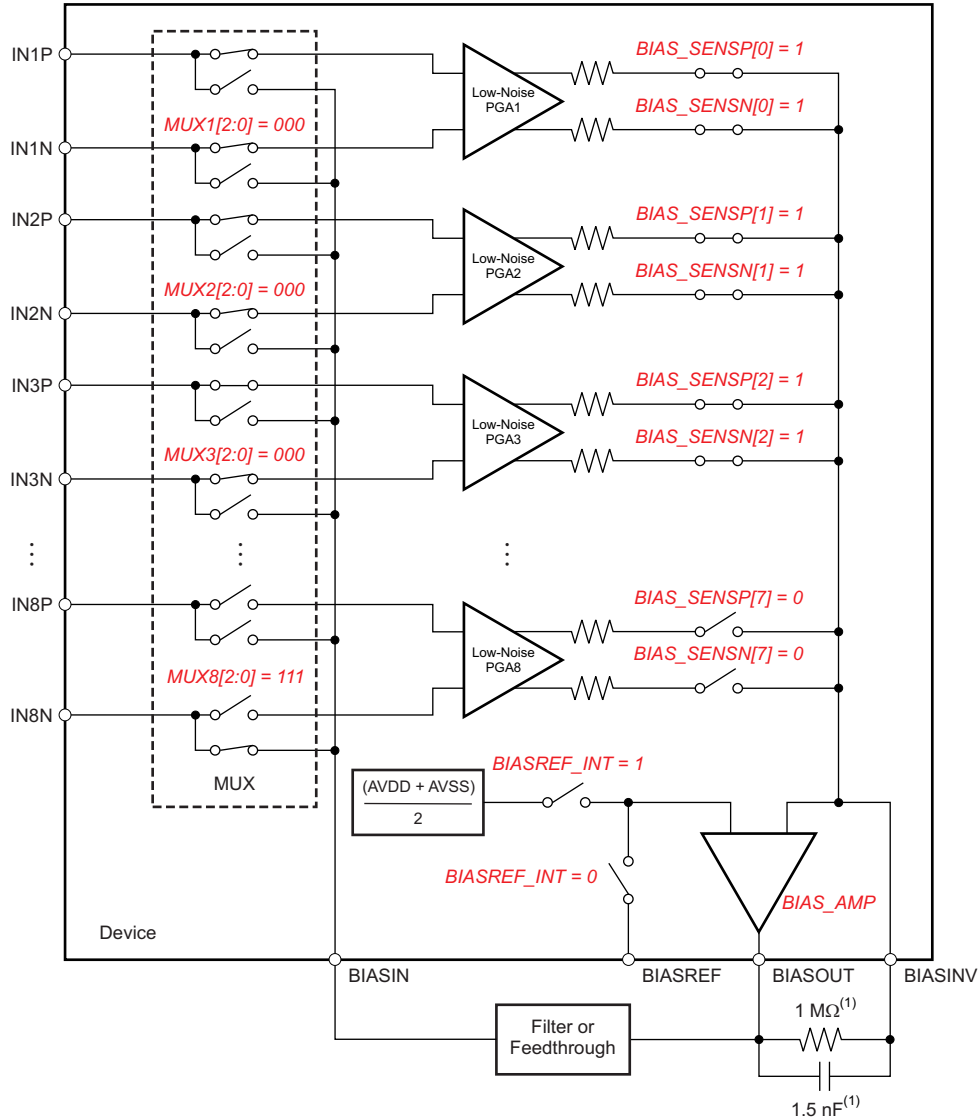 IN1P
BIAS_SENSP[0] = 1
Low-Noise
PGA1
BIAS_SENSN[0] = 1
MUX1[2:0] = 000
IN1N
IN2P
BIAS_SENSP[1] = 1
Low-Noise
PGA2
BIAS_SENSN[1] = 1
MUX2[2:0] = 000
IN2N
IN3P
BIAS_SENSP[2] = 1
Low-Noise
PGA3
BIAS_SENSN[2] = 1
MUX3[2:0] = 000
IN3N
IN8P
BIAS_SENSP[7] = 0
Low-Noise
PGA8
BIAS_SENSN[7] = 0
MUX8[2:0] = 111
IN8N
MUX
BIASREF_INT = 1
(AVDD + AVSS)
2
BIASREF_INT = 0
BIAS_AMP
Device
BIASIN
BIASREF
BIASOUT
BIASINV
Filter or
Feedthrough
1 MΩ(1)
1.5 nF(1)